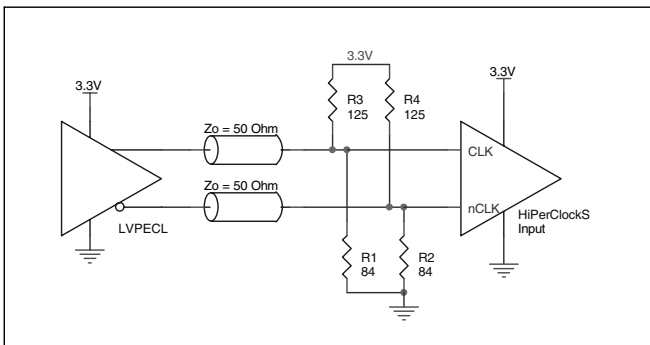 3.3V
3.3V
3.3V
R3
125
R4
125
Zo = 50 Ohm
CLK
Zo = 50 Ohm
nCLK
HiPerClockS
Input
LVPECL
R1
84
R2
84